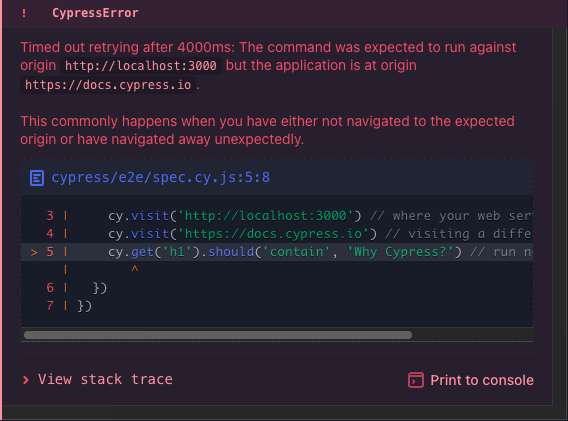 ! CypressError
Timed out retrying after 4000ms: The command was expected to run against
origin http://localhost:3000 but the application is at origin
https://docs.cypress.io .
This commonly happens when you have either not navigated to the expected
origin or have navigated away unexpectedly.
cypress/e2e/spec.cy.js:5:8
3 | cy.visit('http://localhost:3000') // where your web ser
4 | cy.visit('https://docs.cypress.io') // visiting a diffe
> 5 | cy.get('h1').should('contain', 'Why Cypress?') // run n
| ^
6 | })
7 | })
> View stack trace
Print to console